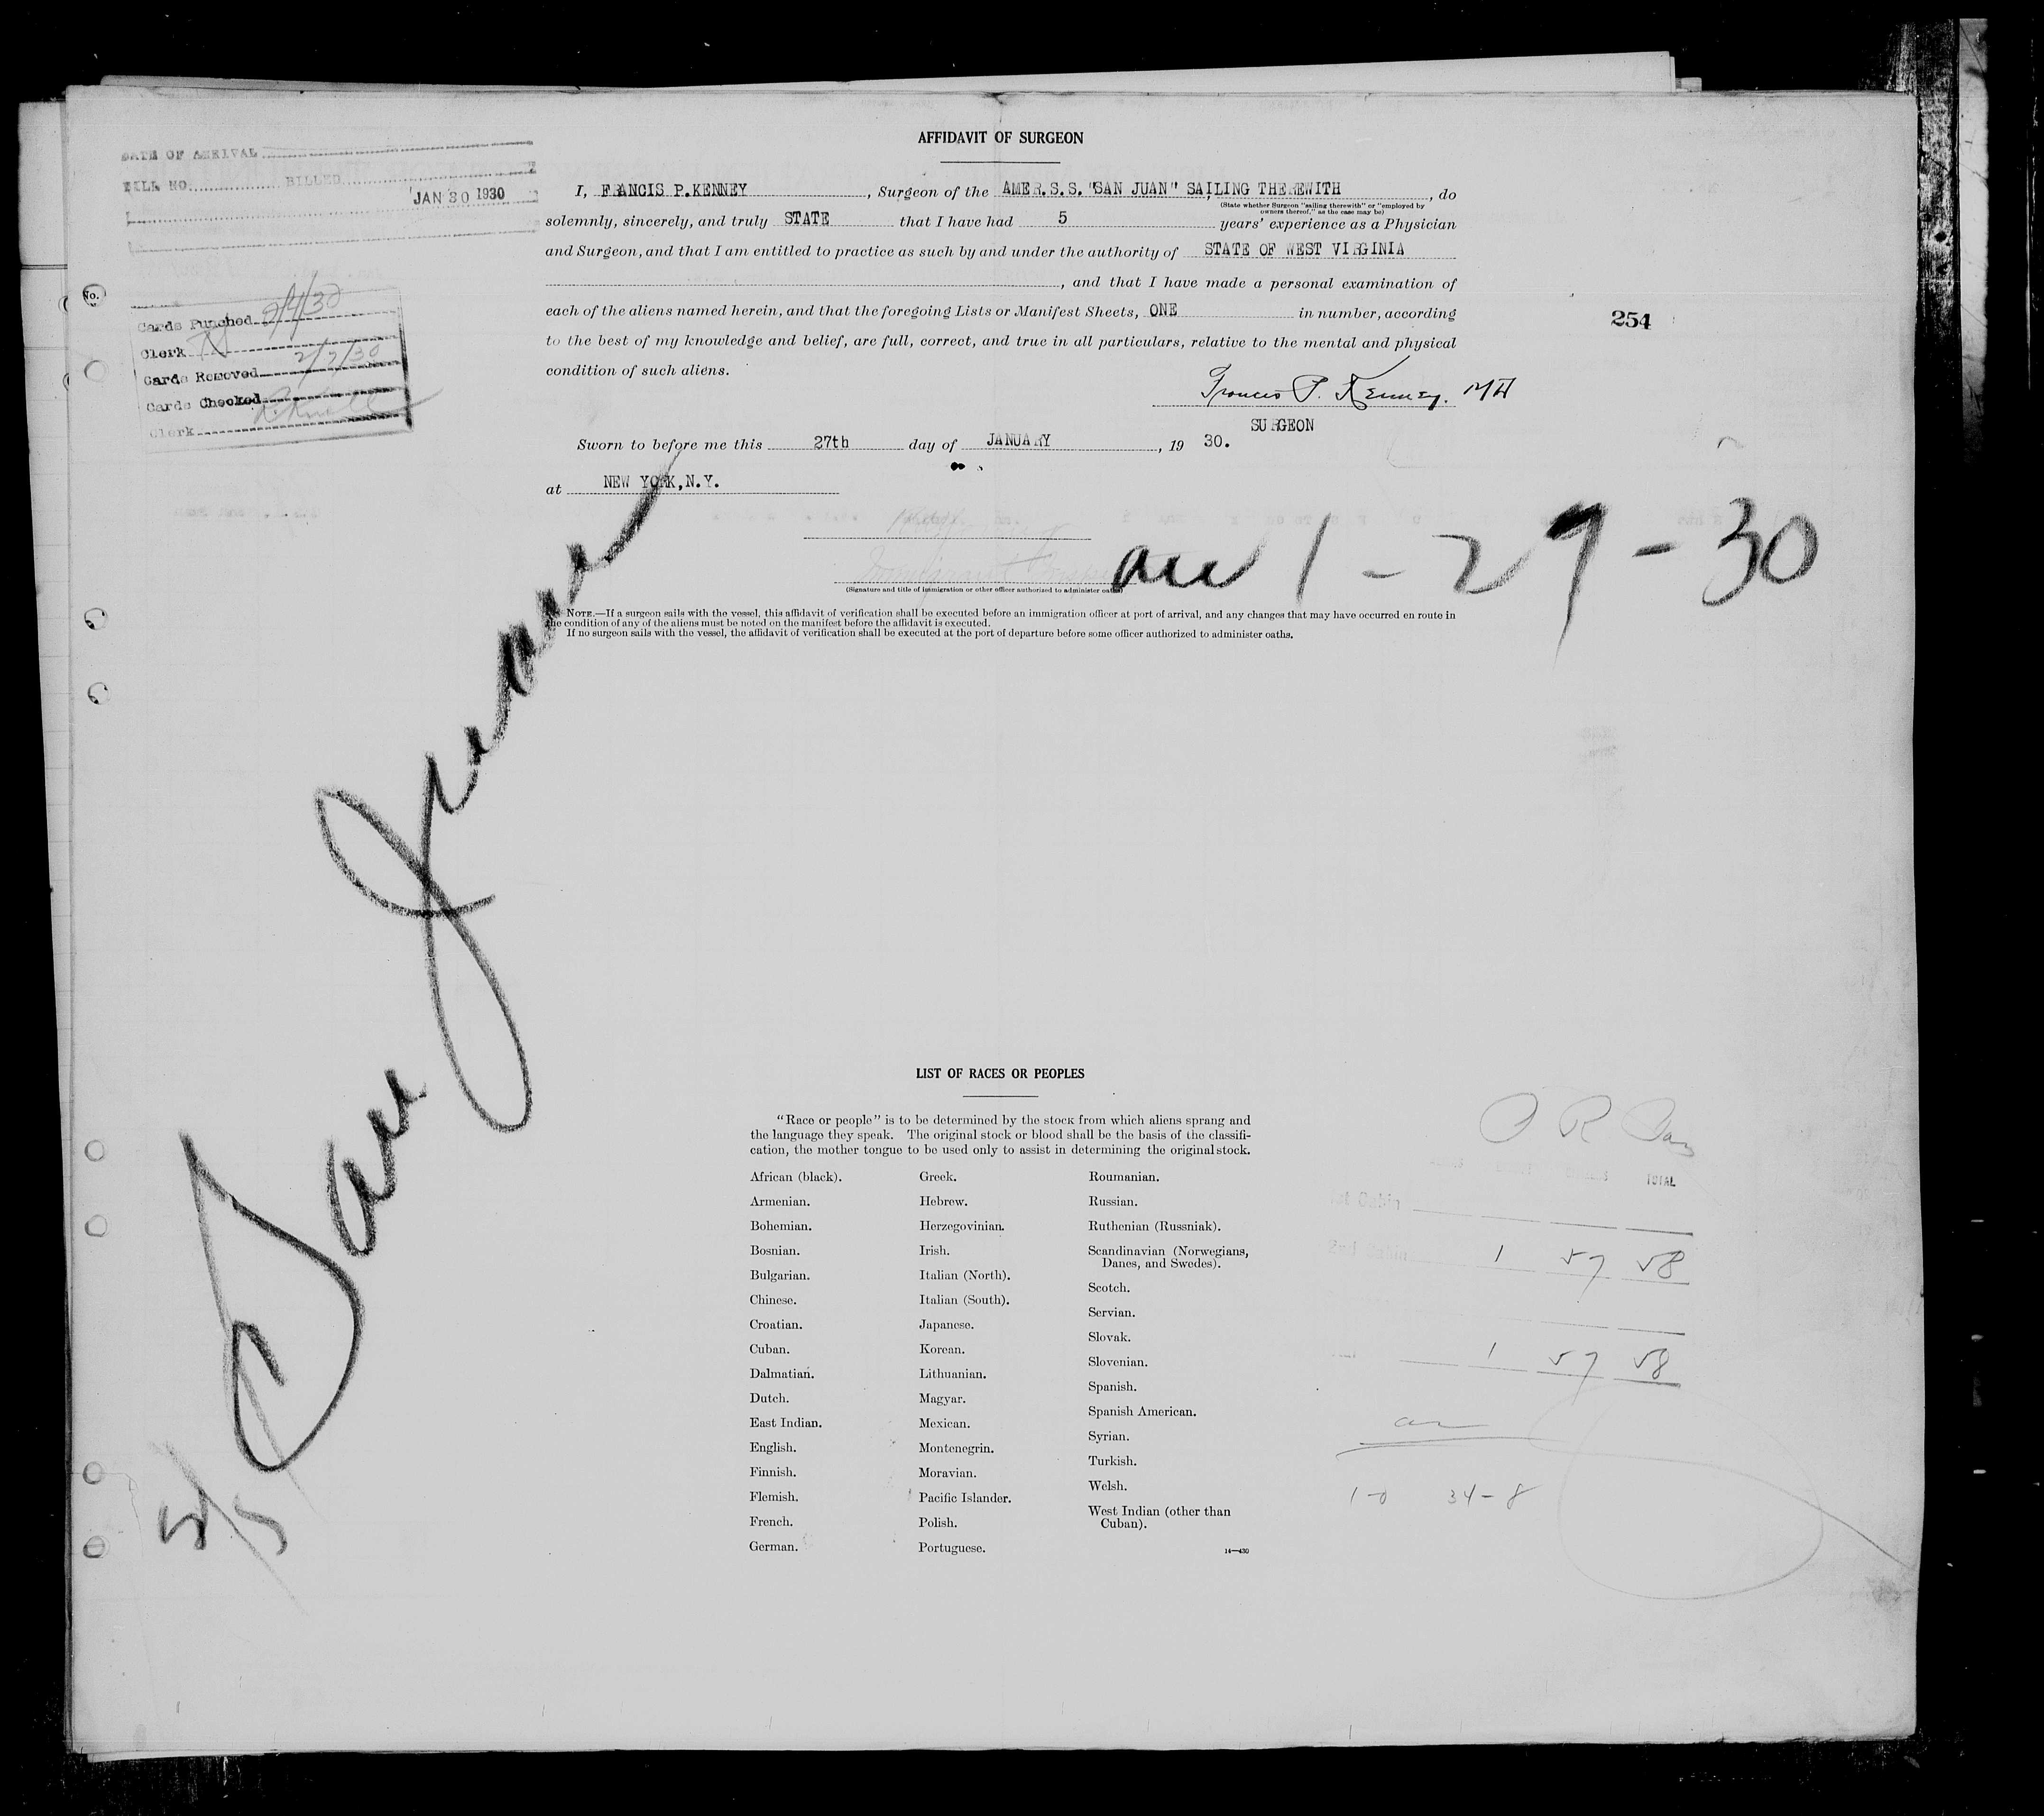 AFFIDAVIT OF SURGEON
DATE OF ARRIVAL
BILL NO. BILLED
JAN 30 1930
I, FRANCIS P.KENNEY, Surgeon of the AMER.S.S."SAN JUAN" SAILING THEREWITH, do
(State whether Surgeon "sailing therewith" or "employed by
owners thereof," as the case may be)
solemnly, sincerely, and truly STATE that I have had 5 years' experience as a Physician
and Surgeon, and that I am entitled to practice as such by and under the authority of STATE OF WEST VIRGINIA
, and that I have made a personal examination of
each of the aliens named herein, and that the foregoing Lists or Manifest Sheets, ONE in number, according
to the best of my knowledge and belief, are full, correct, and true in all particulars, relative to the mental and physical
condition of such aliens.
No.
Cards Punched 2/4/30
Clerk
Cards Removed 2/7/30
Cards Checked
Clerk
254
Francis P. Kenney. MD
SURGEON
Sworn to before me this 27th day of JANUARY, 19 30.
at NEW YORK,N.Y.
1-29-30
(Signature and title of immigration or other officer authorized to administer oaths)
NOTE.—If a surgeon sails with the vessel, this affidavit of verification shall be executed before an immigration officer at port of arrival, and any changes that may have occurred en route in
the condition of any of the aliens must be noted on the manifest before the affidavit is executed.
If no surgeon sails with the vessel, the affidavit of verification shall be executed at the port of departure before some officer authorized to administer oaths.
San Juan
LIST OF RACES OR PEOPLES
"Race or people" is to be determined by the stock from which aliens sprang and
the language they speak. The original stock or blood shall be the basis of the classifi-
cation, the mother tongue to be used only to assist in determining the original stock.
African (black).
Armenian.
Bohemian.
Bosnian.
Bulgarian.
Chinese.
Croatian.
Cuban.
Dalmatian.
Dutch.
East Indian.
English.
Finnish.
Flemish.
French.
German.
Greek.
Hebrew.
Herzegovinian.
Irish.
Italian (North).
Italian (South).
Japanese.
Korean.
Lithuanian.
Magyar.
Mexican.
Montenegrin.
Moravian.
Pacific Islander.
Polish.
Portuguese.
Roumanian.
Russian.
Ruthenian (Russniak).
Scandinavian (Norwegians,
Danes, and Swedes).
Scotch.
Servian.
Slovak.
Slovenian.
Spanish.
Spanish American.
Syrian.
Turkish.
Welsh.
West Indian (other than
Cuban).
14—430
TOTAL
1 57 58
1 57 58
1-0 34-8